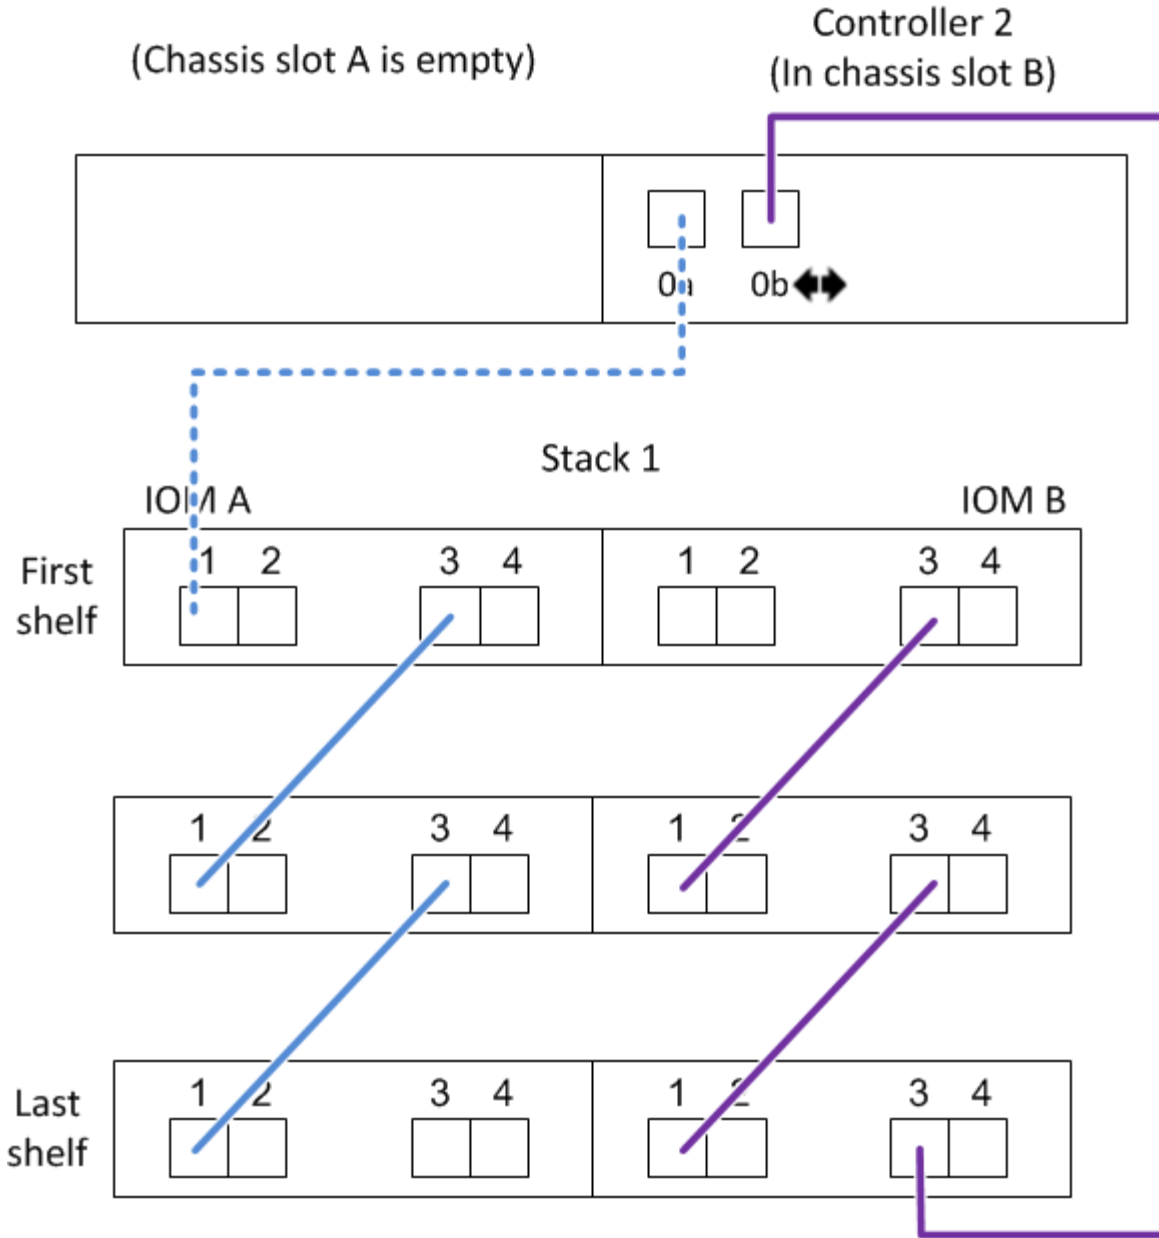 (Chassis slot A is empty)
Controller 2
(In chassis slot B)
0a 0b
Stack 1
IOM A IOM B
First
shelf
1 2 3 4 1 2 3 4
1 2 3 4 1 2 3 4
Last
shelf
1 2 3 4 1 2 3 4